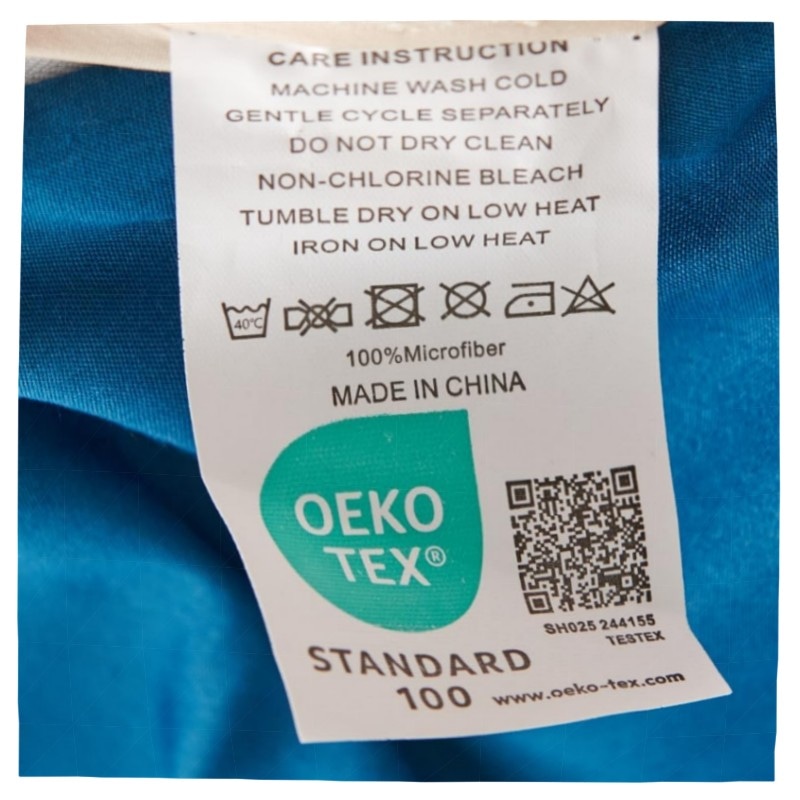 CARE INSTRUCTION
MACHINE WASH COLD
GENTLE CYCLE SEPARATELY
DO NOT DRY CLEAN
NON-CHLORINE BLEACH
TUMBLE DRY ON LOW HEAT
IRON ON LOW HEAT
40°C
100%Microfiber
MADE IN CHINA
OEKO
TEX®
SH025 244155
TESTEX
STANDARD
100 www.oeko-tex.com